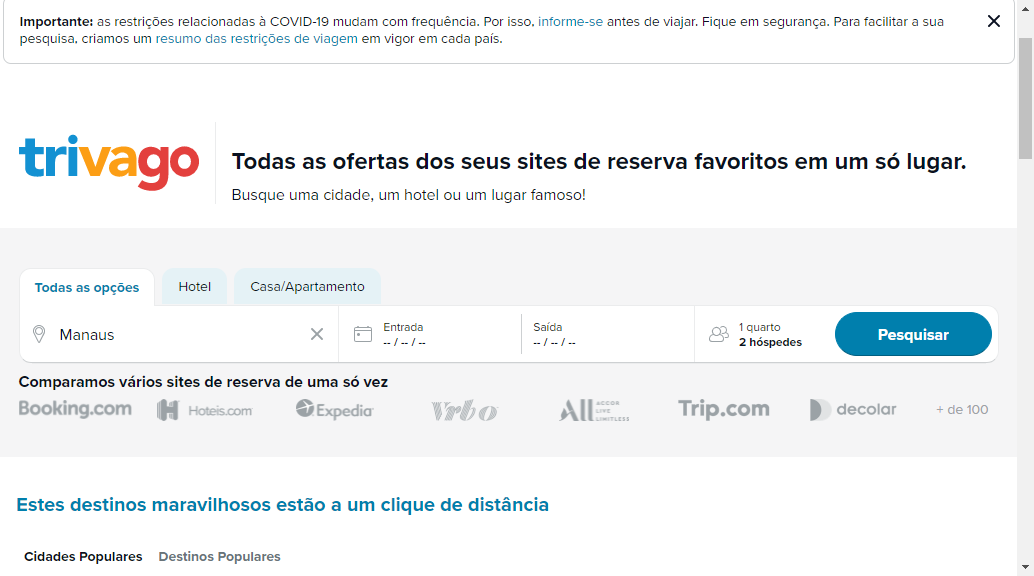 Importante: as restrições relacionadas à COVID-19 mudam com frequência. Por isso, informe-se antes de viajar. Fique em segurança. Para facilitar a sua
pesquisa, criamos um resumo das restrições de viagem em vigor em cada país.
trivago
Todas as ofertas dos seus sites de reserva favoritos em um só lugar.
Busque uma cidade, um hotel ou um lugar famoso!
Todas as opções Hotel Casa/Apartamento
Manaus
Entrada
-- / -- / --
Saída
-- / -- / --
1 quarto
2 hóspedes
Pesquisar
Comparamos vários sites de reserva de uma só vez
Booking.com Hoteis.com Expedia Vrbo ALL ACCOR LIVE LIMITLESS Trip.com decolar + de 100
Estes destinos maravilhosos estão a um clique de distância
Cidades Populares Destinos Populares